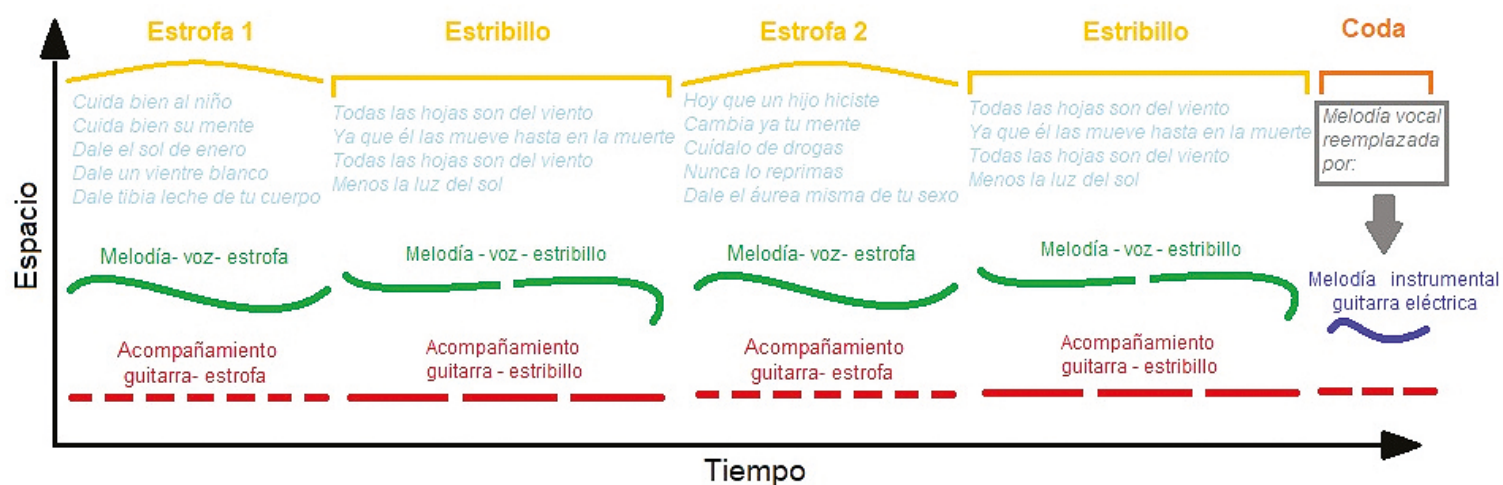 Estrofa 1
Estribillo
Estrofa 2
Estribillo
Coda
Cuida bien al niño
Cuida bien su mente
Dale el sol de enero
Dale un vientre blanco
Dale tibia leche de tu cuerpo
Todas las hojas son del viento
Ya que él las mueve hasta en la muerte
Todas las hojas son del viento
Menos la luz del sol
Hoy que un hijo hiciste
Cambia ya tu mente
Cuídalo de drogas
Nunca lo reprimas
Dale el áurea misma de tu sexo
Todas las hojas son del viento
Ya que él las mueve hasta en la muerte
Todas las hojas son del viento
Menos la luz del sol
Melodía vocal
reemplazada
por:
Espacio
Melodía- voz- estrofa
Melodía - voz - estribillo
Melodía- voz- estrofa
Melodía - voz - estribillo
Melodía instrumental
guitarra eléctrica
Acompañamiento
guitarra- estrofa
Acompañamiento
guitarra - estribillo
Acompañamiento
guitarra- estrofa
Acompañamiento
guitarra - estribillo
Tiempo